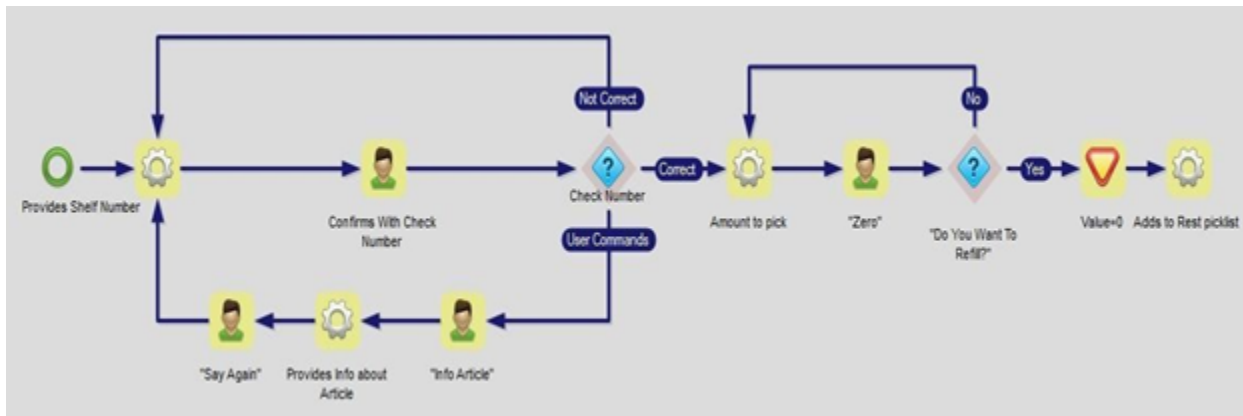 Not Correct
No
Provides Shelf Number
Confirms With Check
Number
Check Number
Correct
Amount to pick
"Zero"
"Do You Want To
Refill?"
Yes
Value=0
Adds to Rest picklist
User Commands
"Say Again"
Provides Info about
Article
"Info Article"